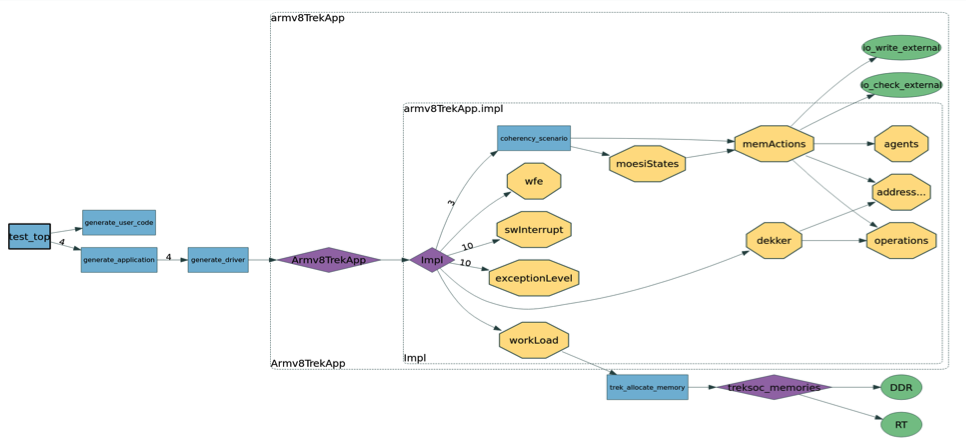 armv8TrekApp
io_write_external
io_check_external
armv8TrekApp.impl
coherency_scenario
memActions
agents
moesiStates
wfe
3
address...
generate_user_code
test_top
4
swInterrupt
dekker
operations
10
generate_application
4
generate_driver
Armv8TrekApp
Impl
10
exceptionLevel
workLoad
Impl
Armv8TrekApp
trek_allocate_memory
treksoc_memories
DDR
RT